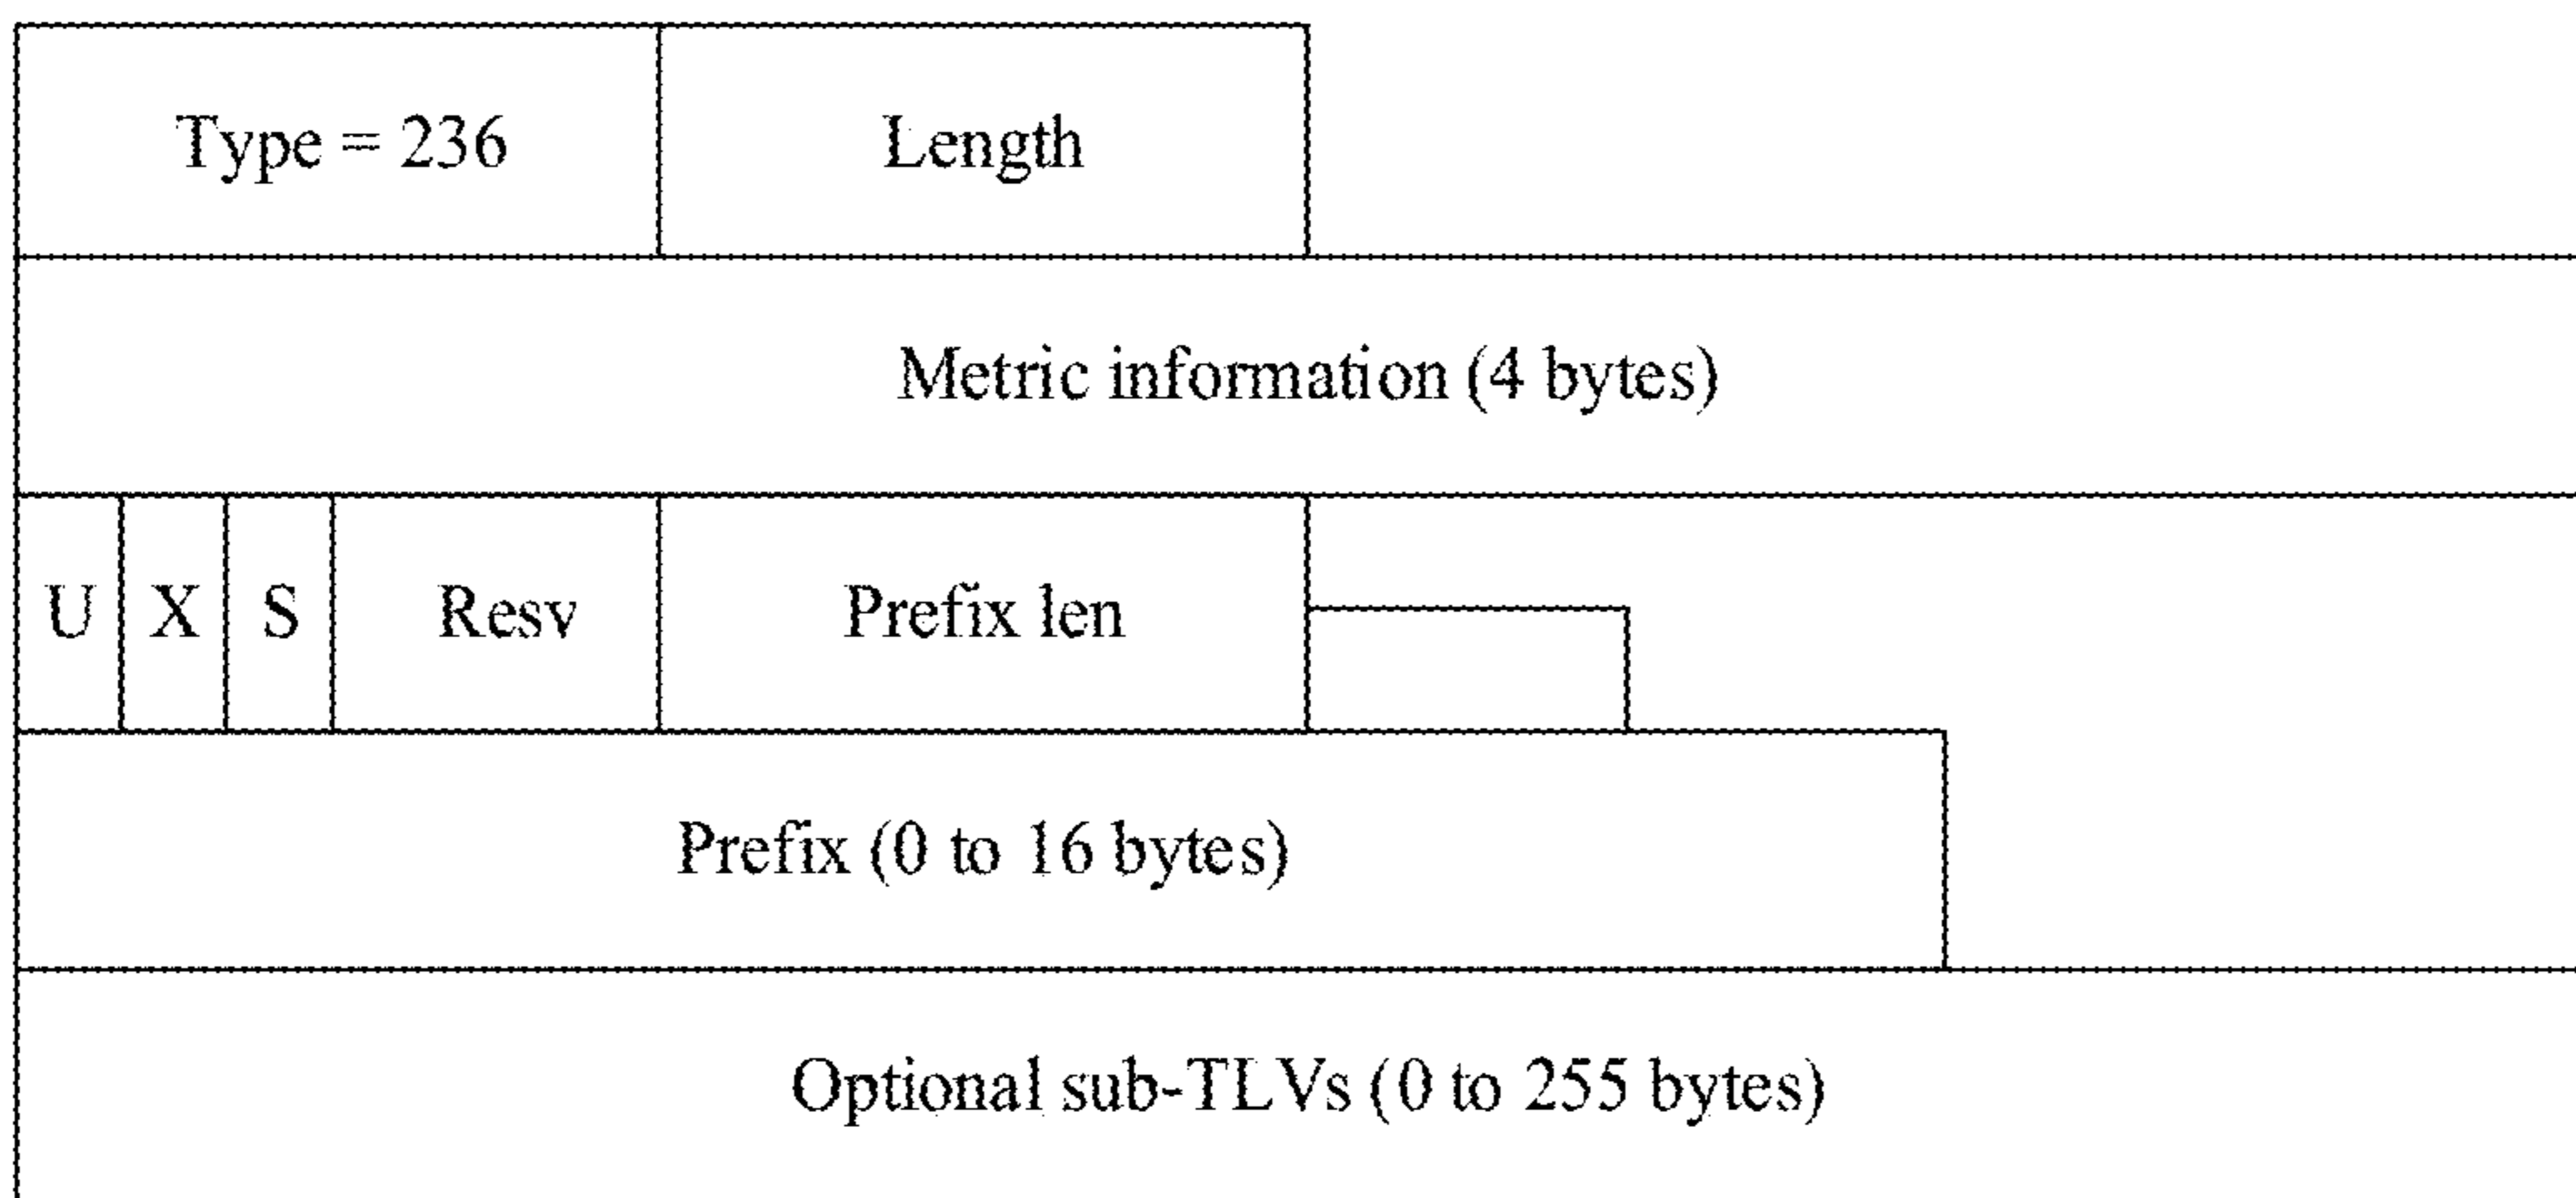 Type = 236 Length
Metric information (4 bytes)
U X S Resv Prefix len
Prefix (0 to 16 bytes)
Optional sub-TLVs (0 to 255 bytes)